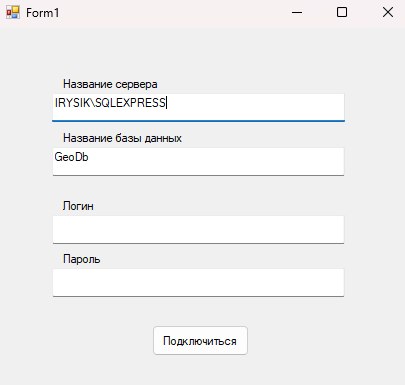 Form1
Название сервера
IRYSIK\SQLEXPRESS
Название базы данных
GeoDb
Логин
Пароль
Подключиться